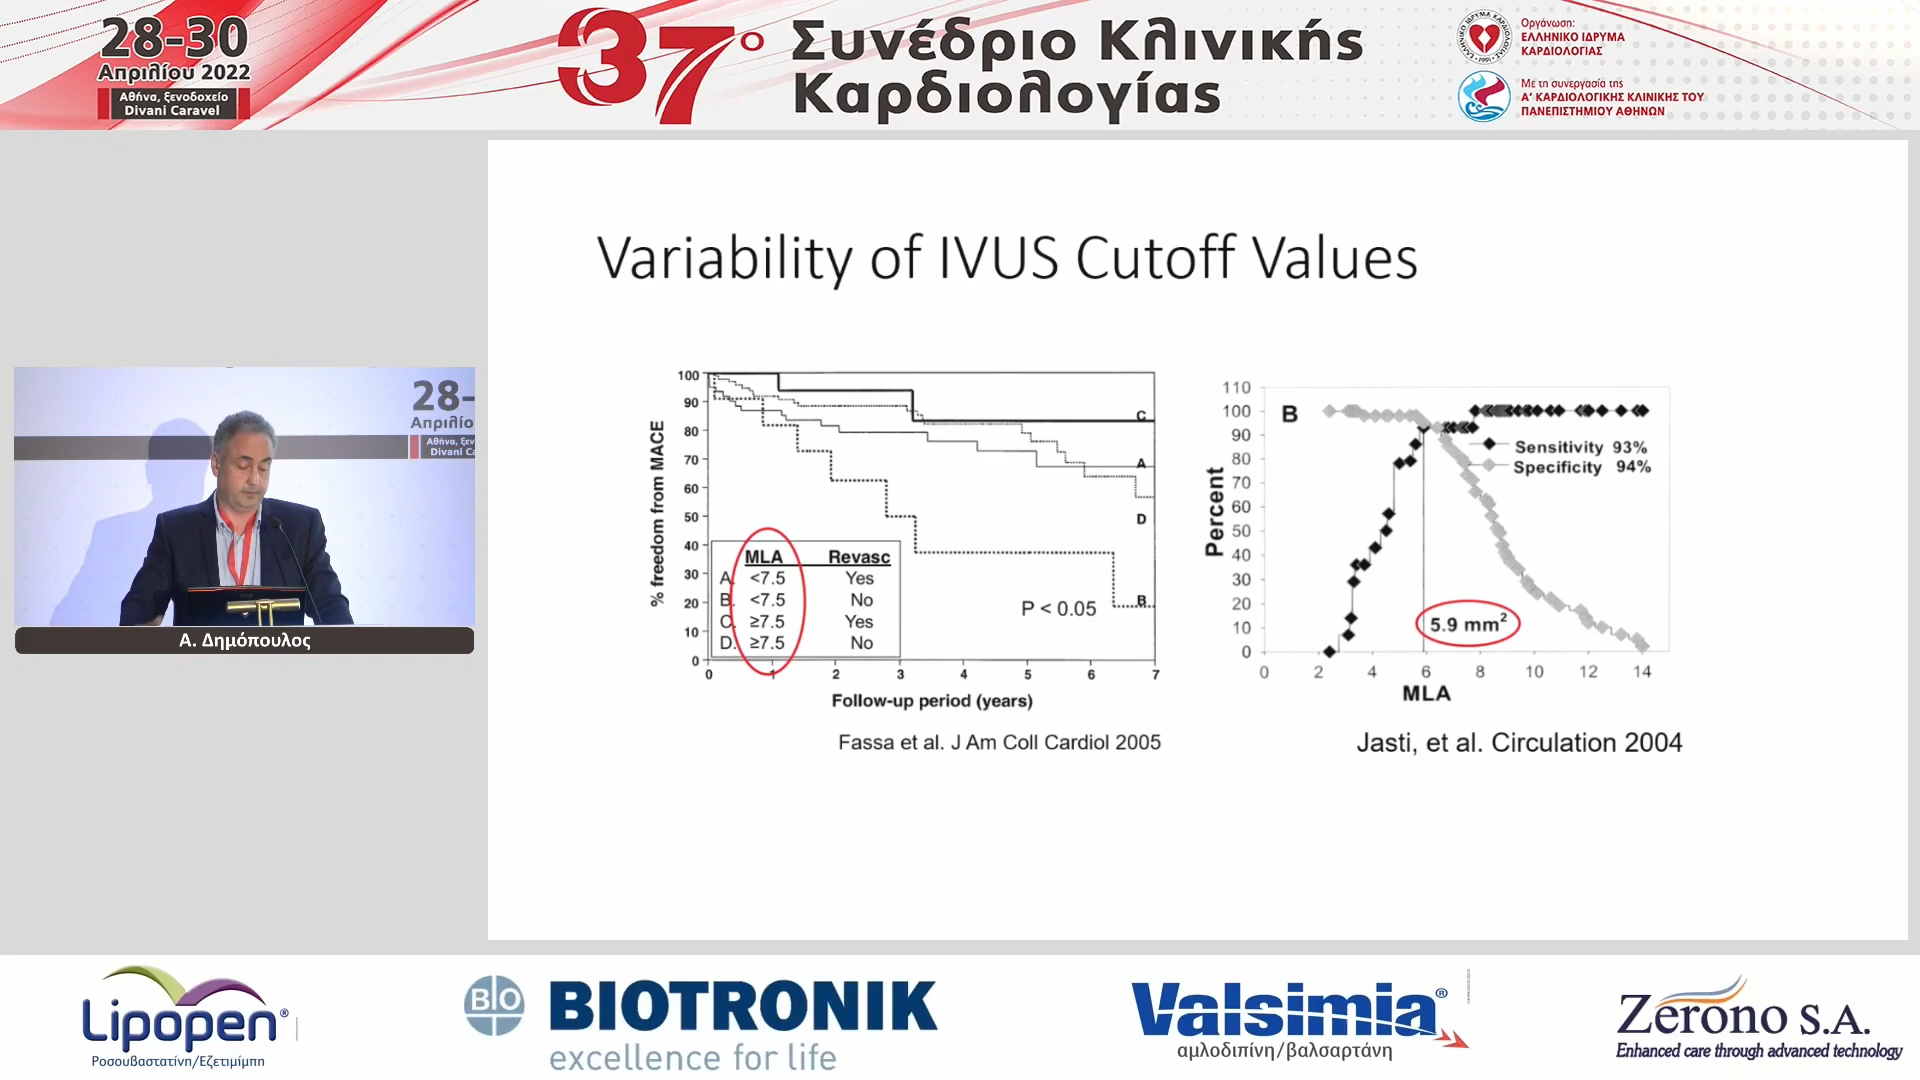 28-30
Απριλίου 2022
Αθήνα, ξενοδοχείο
Divani Caravel
37ο Συνέδριο Κλινικής
Καρδιολογίας
Οργάνωση:
ΕΛΛΗΝΙΚΟ ΙΔΡΥΜΑ
ΚΑΡΔΙΟΛΟΓΙΑΣ
Με τη συνεργασία της
Α' ΚΑΡΔΙΟΛΟΓΙΚΗΣ ΚΛΙΝΙΚΗΣ ΤΟΥ
ΠΑΝΕΠΙΣΤΗΜΙΟΥ ΑΘΗΝΩΝ
28-
Απριλίο
Αθήνα, ξεν
Divani Ca
Α. Δημόπουλος
Variability of IVUS Cutoff Values
% freedom from MACE
100
90
80
70
60
50
40
30
20
10
0
C
A
D
B
MLA Revasc
A. <7.5 Yes
B. <7.5 No
C. ≥7.5 Yes
D. ≥7.5 No
P < 0.05
0 1 2 3 4 5 6 7
Follow-up period (years)
Fassa et al. J Am Coll Cardiol 2005
Percent
110
100
90
80
70
60
50
40
30
20
10
0
B
Sensitivity 93%
Specificity 94%
5.9 mm²
0 2 4 6 8 10 12 14
MLA
Jasti, et al. Circulation 2004
Lipopen®
Ροσουβαστατίνη/Εζετιμίμπη
BIO BIOTRONIK
excellence for life
Valsimia®
αμλοδιπίνη/βαλσαρτάνη
Zerono S.A.
Enhanced care through advanced technology